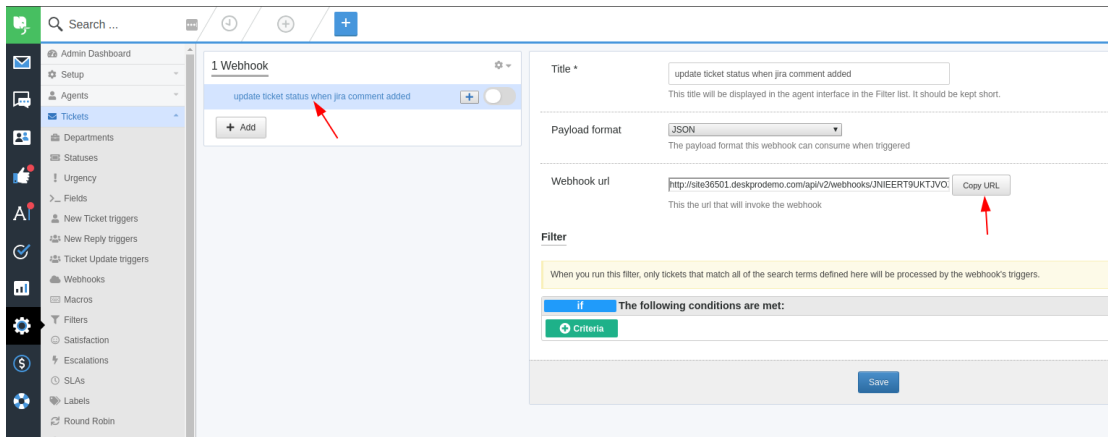 Search ...
Admin Dashboard
Setup
Agents
Tickets
Departments
Statuses
Urgency
Fields
New Ticket triggers
New Reply triggers
Ticket Update triggers
Webhooks
Macros
Filters
Satisfaction
Escalations
SLAs
Labels
Round Robin
1 Webhook
update ticket status when jira comment added
Add
Title *
update ticket status when jira comment added
This title will be displayed in the agent interface in the Filter list. It should be kept short.
Payload format
JSON
The payload format this webhook can consume when triggered
Webhook url
http://site36501.deskprodemo.com/api/v2/webhooks/JNIEERT9UKTJVO
Copy URL
This the url that will invoke the webhook
Filter
When you run this filter, only tickets that match all of the search terms defined here will be processed by the webhook's triggers.
if The following conditions are met:
Criteria
Save